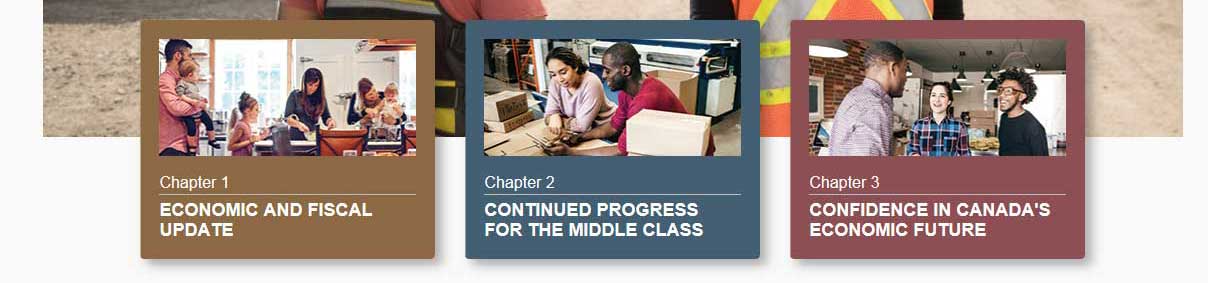 Chapter 1
ECONOMIC AND FISCAL
UPDATE
Chapter 2
CONTINUED PROGRESS
FOR THE MIDDLE CLASS
Chapter 3
CONFIDENCE IN CANADA'S
ECONOMIC FUTURE